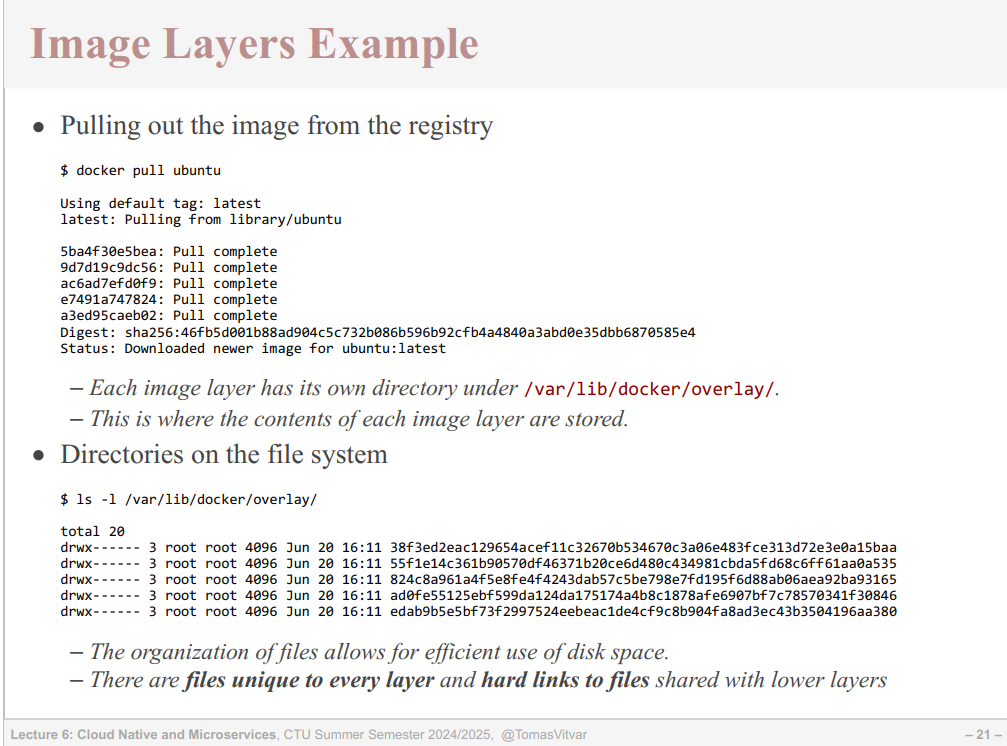 Image Layers Example
● Pulling out the image from the registry
$ docker pull ubuntu
Using default tag: latest
latest: Pulling from library/ubuntu
5ba4f30e5bea: Pull complete
9d7d19c9dc56: Pull complete
ac6ad7efd0f9: Pull complete
e7491a747824: Pull complete
a3ed95caeb02: Pull complete
Digest: sha256:46fb5d001b88ad904c5c732b086b596b92cfb4a4840a3abd0e35dbb6870585e4
Status: Downloaded newer image for ubuntu:latest
– Each image layer has its own directory under /var/lib/docker/overlay/.
– This is where the contents of each image layer are stored.
● Directories on the file system
$ ls -l /var/lib/docker/overlay/
total 20
drwx------ 3 root root 4096 Jun 20 16:11 38f3ed2eac129654acef11c32670b534670c3a06e483fce313d72e3e0a15baa
drwx------ 3 root root 4096 Jun 20 16:11 55f1e14c361b90570df46371b20ce6d480c434981cbda5fd68c6ff61aa0a535
drwx------ 3 root root 4096 Jun 20 16:11 824c8a961a4f5e8fe4f4243dab57c5be798e7fd195f6d88ab06aea92ba93165
drwx------ 3 root root 4096 Jun 20 16:11 ad0fe55125ebf599da124da175174a4b8c1878afe6907bf7c78570341f30846
drwx------ 3 root root 4096 Jun 20 16:11 edab9b5e5bf73f2997524eebeac1de4cf9c8b904fa8ad3ec43b3504196aa380
– The organization of files allows for efficient use of disk space.
– There are files unique to every layer and hard links to files shared with lower layers
Lecture 6: Cloud Native and Microservices, CTU Summer Semester 2024/2025, @TomasVitvar
– 21 –